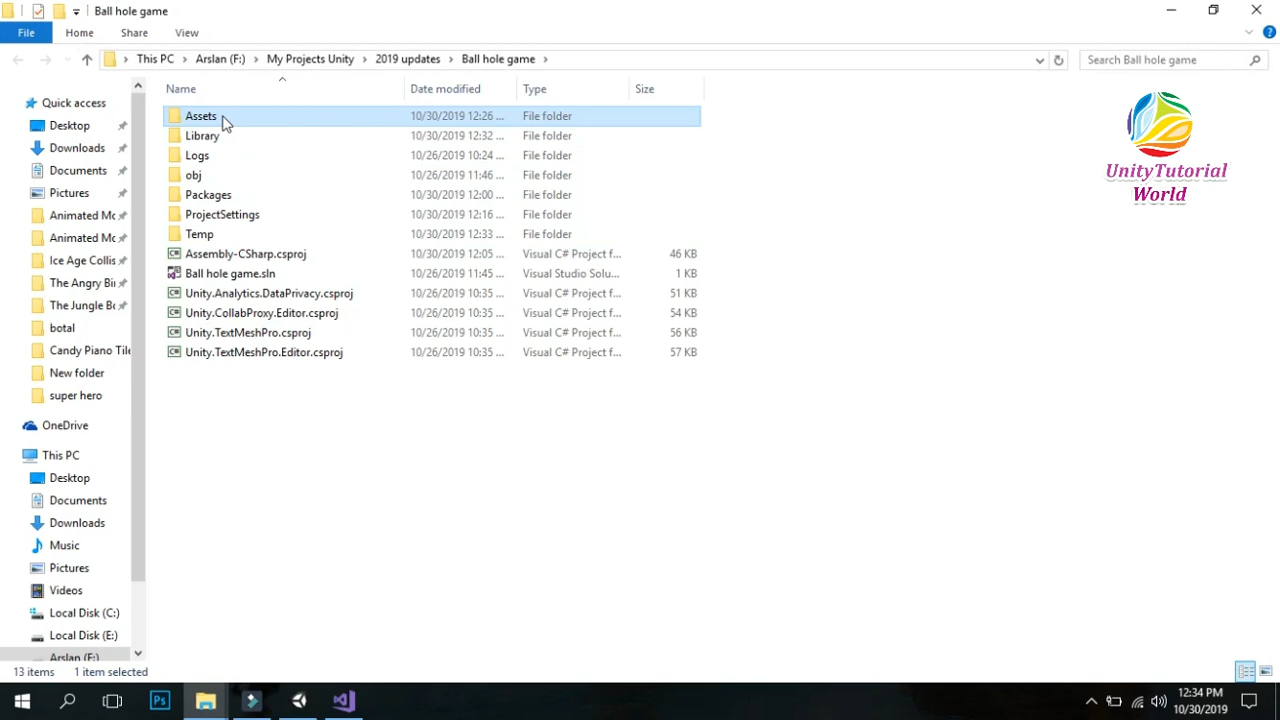 Ball hole game
File Home Share View
This PC Arslan (F:) My Projects Unity 2019 updates Ball hole game Search Ball hole game
Name Date modified Type Size
Quick access
Desktop
Downloads
Documents
Pictures
Animated Mc
Animated Mc
Ice Age Collis
The Angry Bir
The Jungle Bo
botal
Candy Piano Tile
New folder
super hero
OneDrive
This PC
Desktop
Documents
Downloads
Music
Pictures
Videos
Local Disk (C:)
Local Disk (E:)
Arslan (F:)
Assets 10/30/2019 12:26 ... File folder
Library 10/30/2019 12:32 ... File folder
Logs 10/26/2019 10:24 ... File folder
obj 10/26/2019 11:46 ... File folder
Packages 10/30/2019 12:00 ... File folder
ProjectSettings 10/30/2019 12:16 ... File folder
Temp 10/30/2019 12:33 ... File folder
Assembly-CSharp.csproj 10/30/2019 12:05 ... Visual C# Project f... 46 KB
Ball hole game.sln 10/26/2019 11:45 ... Visual Studio Solu... 1 KB
Unity.Analytics.DataPrivacy.csproj 10/26/2019 10:35 ... Visual C# Project f... 51 KB
Unity.CollabProxy.Editor.csproj 10/26/2019 10:35 ... Visual C# Project f... 54 KB
Unity.TextMeshPro.csproj 10/26/2019 10:35 ... Visual C# Project f... 56 KB
Unity.TextMeshPro.Editor.csproj 10/26/2019 10:35 ... Visual C# Project f... 57 KB
UnityTutorial
World
13 items 1 item selected
Ps
12:34 PM
10/30/2019